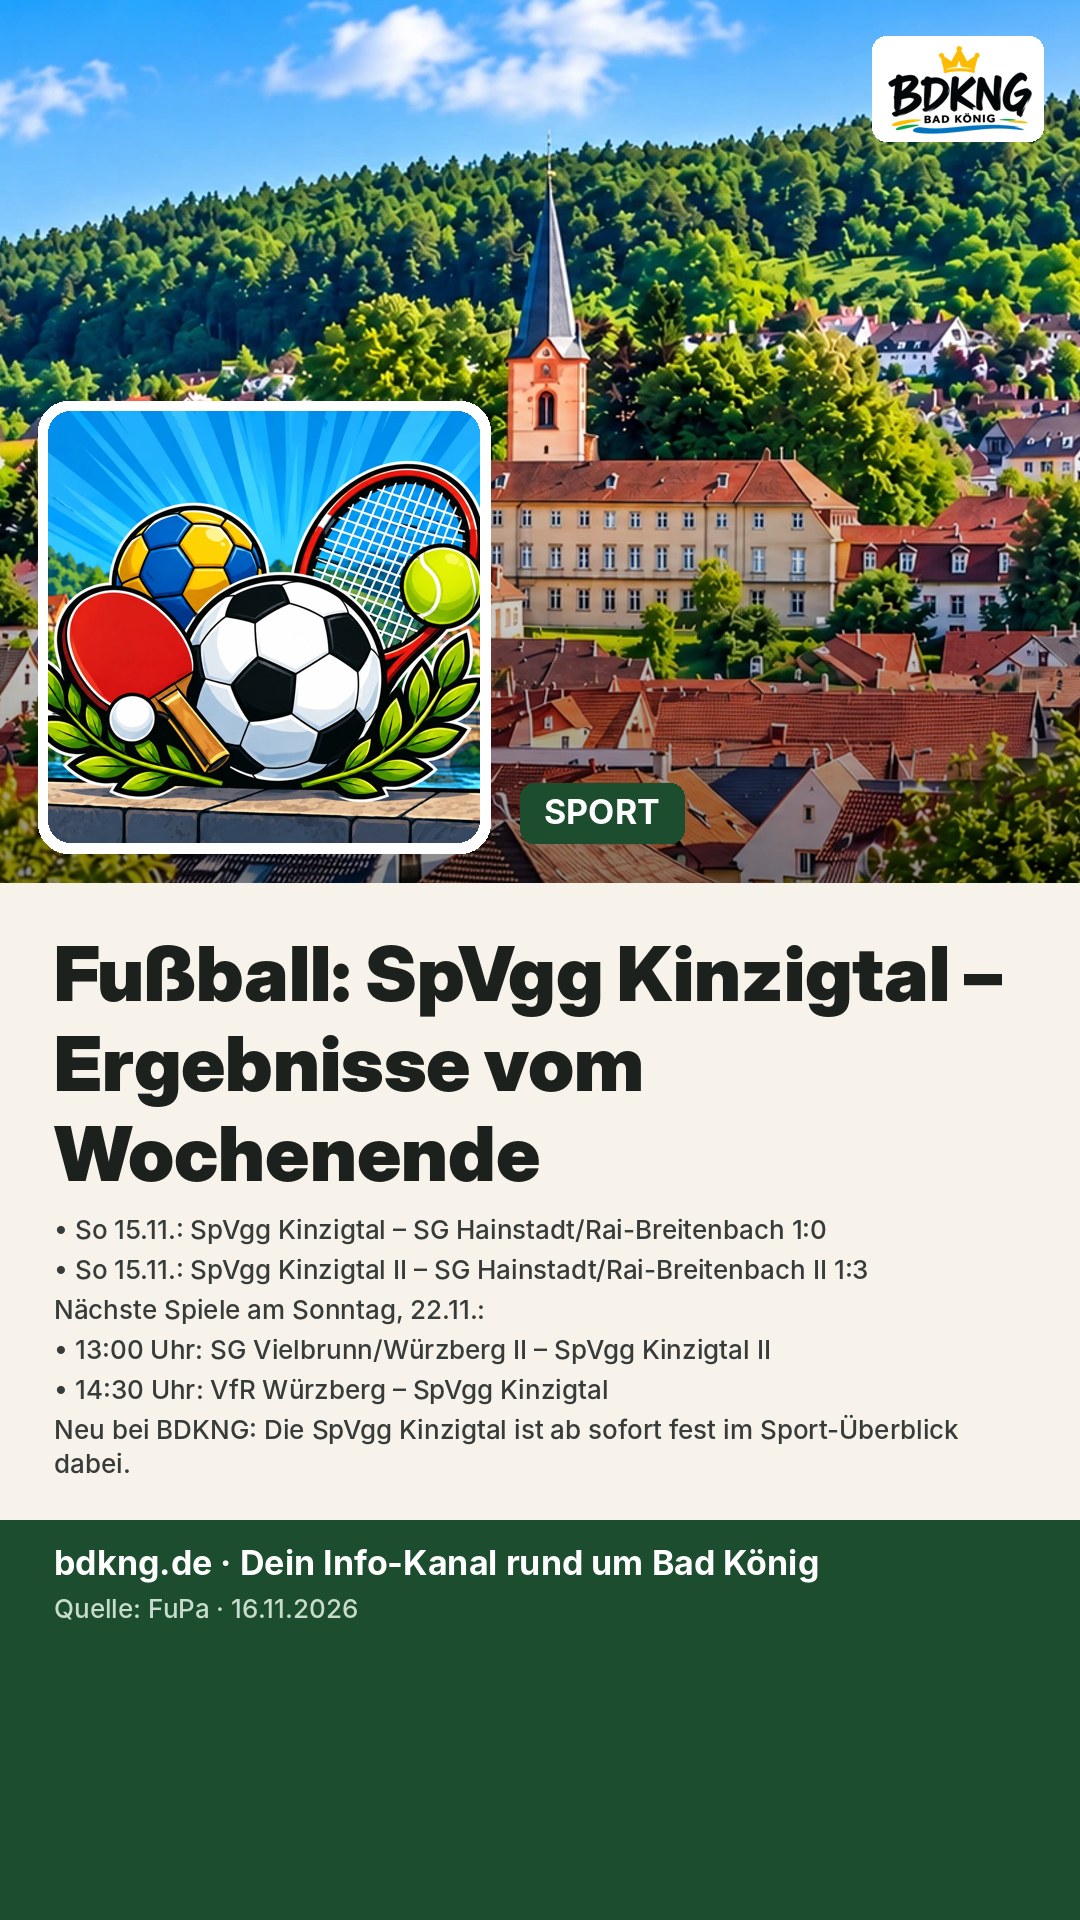 BDKNG
BAD KÖNIG
SPORT
Fußball: SpVgg Kinzigtal –
Ergebnisse vom
Wochenende
• So 15.11.: SpVgg Kinzigtal – SG Hainstadt/Rai-Breitenbach 1:0
• So 15.11.: SpVgg Kinzigtal II – SG Hainstadt/Rai-Breitenbach II 1:3
Nächste Spiele am Sonntag, 22.11.:
• 13:00 Uhr: SG Vielbrunn/Würzberg II – SpVgg Kinzigtal II
• 14:30 Uhr: VfR Würzberg – SpVgg Kinzigtal
Neu bei BDKNG: Die SpVgg Kinzigtal ist ab sofort fest im Sport-Überblick
dabei.
bdkng.de · Dein Info-Kanal rund um Bad König
Quelle: FuPa · 16.11.2026